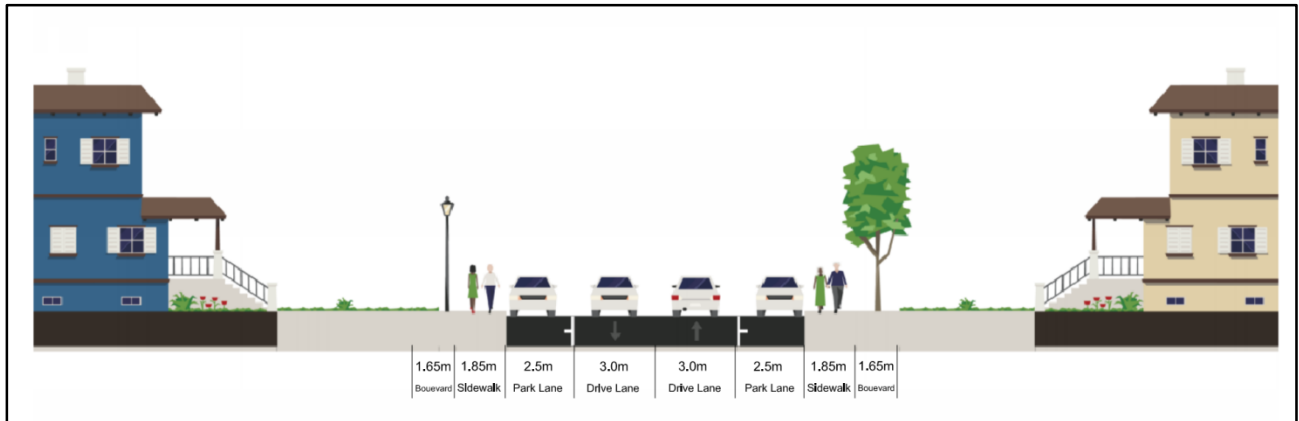 1.65m 1.85m 2.5m 3.0m 3.0m 2.5m 1.85m 1.65m
Bouevard Sidewalk Park Lane Drive Lane Drive Lane Park Lane Sidewalk Bouevard